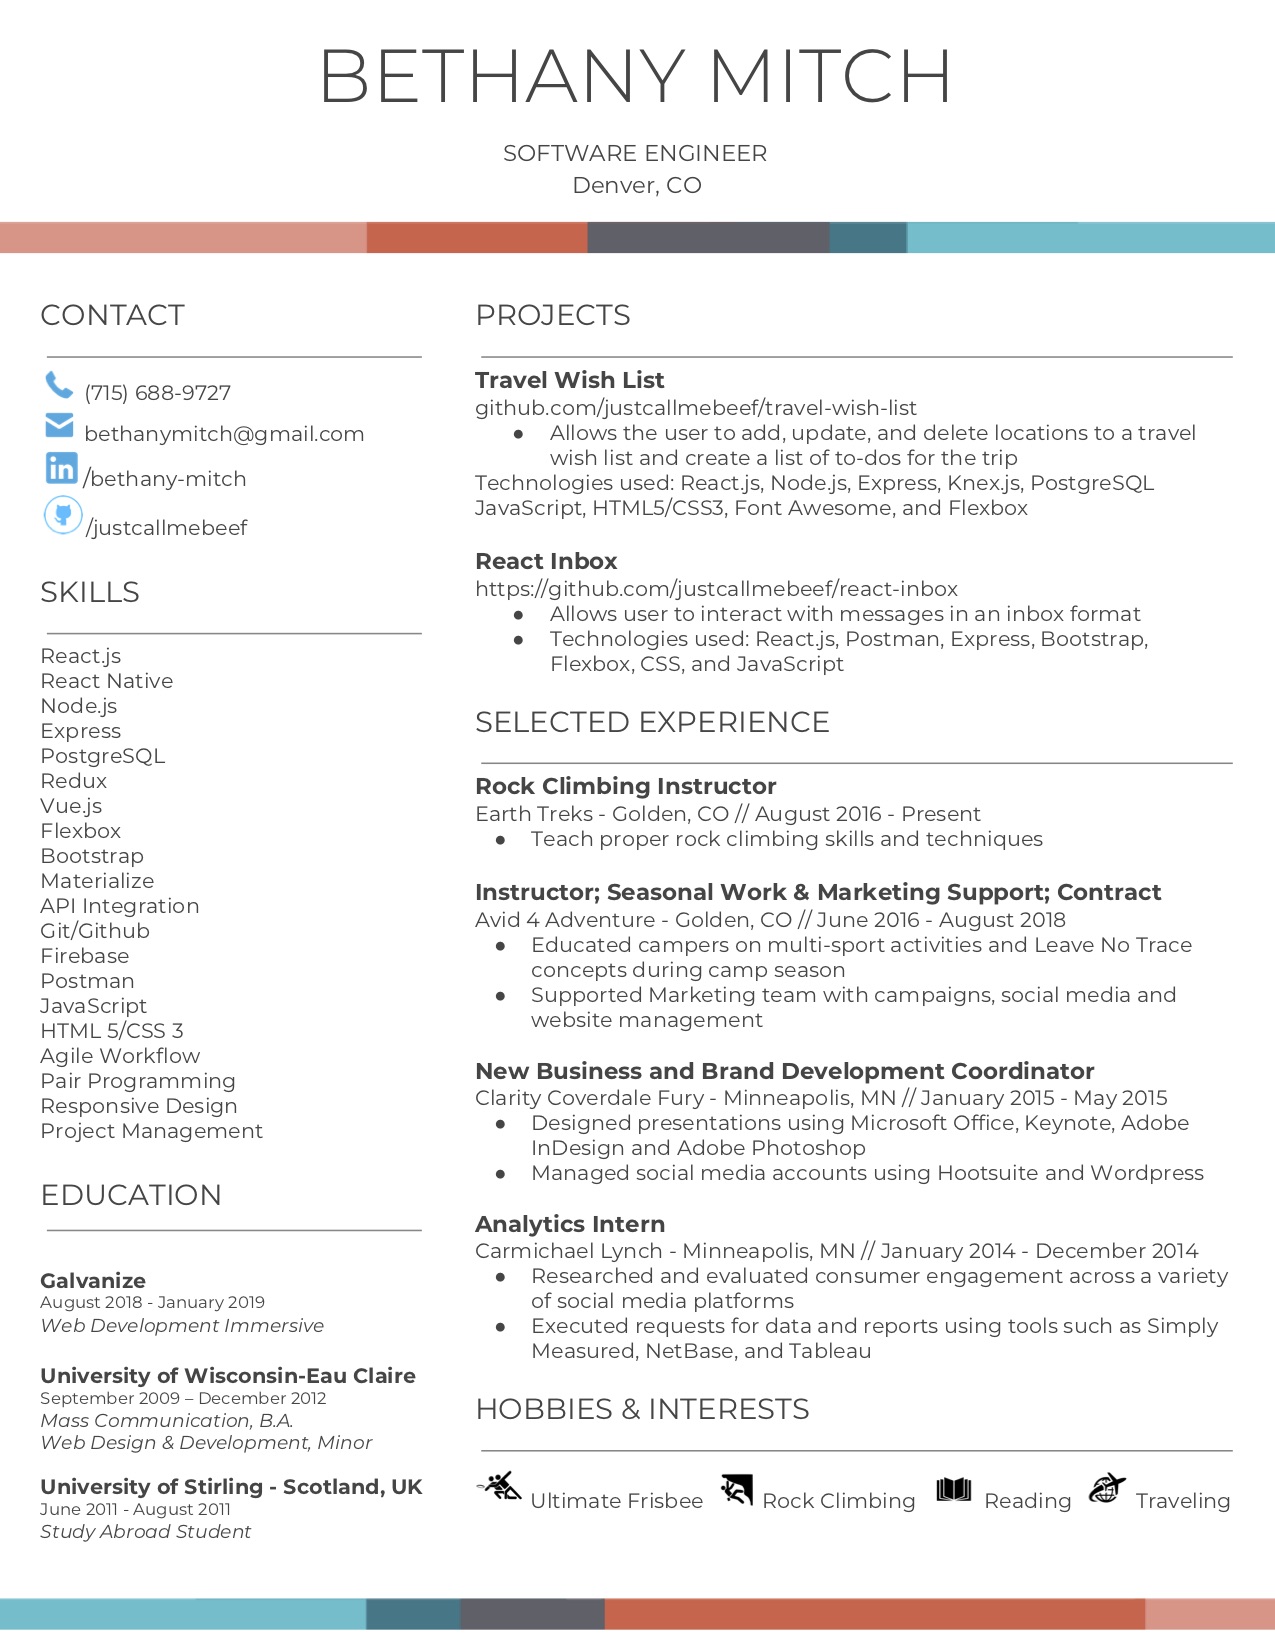 BETHANY MITCH
SOFTWARE ENGINEER
Denver, CO
CONTACT
(715) 688-9727
bethanymitch@gmail.com
in /bethany-mitch
/justcallmebeef
SKILLS
React.js
React Native
Node.js
Express
PostgreSQL
Redux
Vue.js
Flexbox
Bootstrap
Materialize
API Integration
Git/Github
Firebase
Postman
JavaScript
HTML 5/CSS 3
Agile Workflow
Pair Programming
Responsive Design
Project Management
EDUCATION
Galvanize
August 2018 - January 2019
Web Development Immersive
University of Wisconsin-Eau Claire
September 2009 – December 2012
Mass Communication, B.A.
Web Design & Development, Minor
University of Stirling - Scotland, UK
June 2011 - August 2011
Study Abroad Student
PROJECTS
Travel Wish List
github.com/justcallmebeef/travel-wish-list
● Allows the user to add, update, and delete locations to a travel
wish list and create a list of to-dos for the trip
Technologies used: React.js, Node.js, Express, Knex.js, PostgreSQL
JavaScript, HTML5/CSS3, Font Awesome, and Flexbox
React Inbox
https://github.com/justcallmebeef/react-inbox
● Allows user to interact with messages in an inbox format
● Technologies used: React.js, Postman, Express, Bootstrap,
Flexbox, CSS, and JavaScript
SELECTED EXPERIENCE
Rock Climbing Instructor
Earth Treks - Golden, CO // August 2016 - Present
● Teach proper rock climbing skills and techniques
Instructor; Seasonal Work & Marketing Support; Contract
Avid 4 Adventure - Golden, CO // June 2016 - August 2018
● Educated campers on multi-sport activities and Leave No Trace
concepts during camp season
● Supported Marketing team with campaigns, social media and
website management
New Business and Brand Development Coordinator
Clarity Coverdale Fury - Minneapolis, MN // January 2015 - May 2015
● Designed presentations using Microsoft Office, Keynote, Adobe
InDesign and Adobe Photoshop
● Managed social media accounts using Hootsuite and Wordpress
Analytics Intern
Carmichael Lynch - Minneapolis, MN // January 2014 - December 2014
● Researched and evaluated consumer engagement across a variety
of social media platforms
● Executed requests for data and reports using tools such as Simply
Measured, NetBase, and Tableau
HOBBIES & INTERESTS
Ultimate Frisbee Rock Climbing Reading Traveling